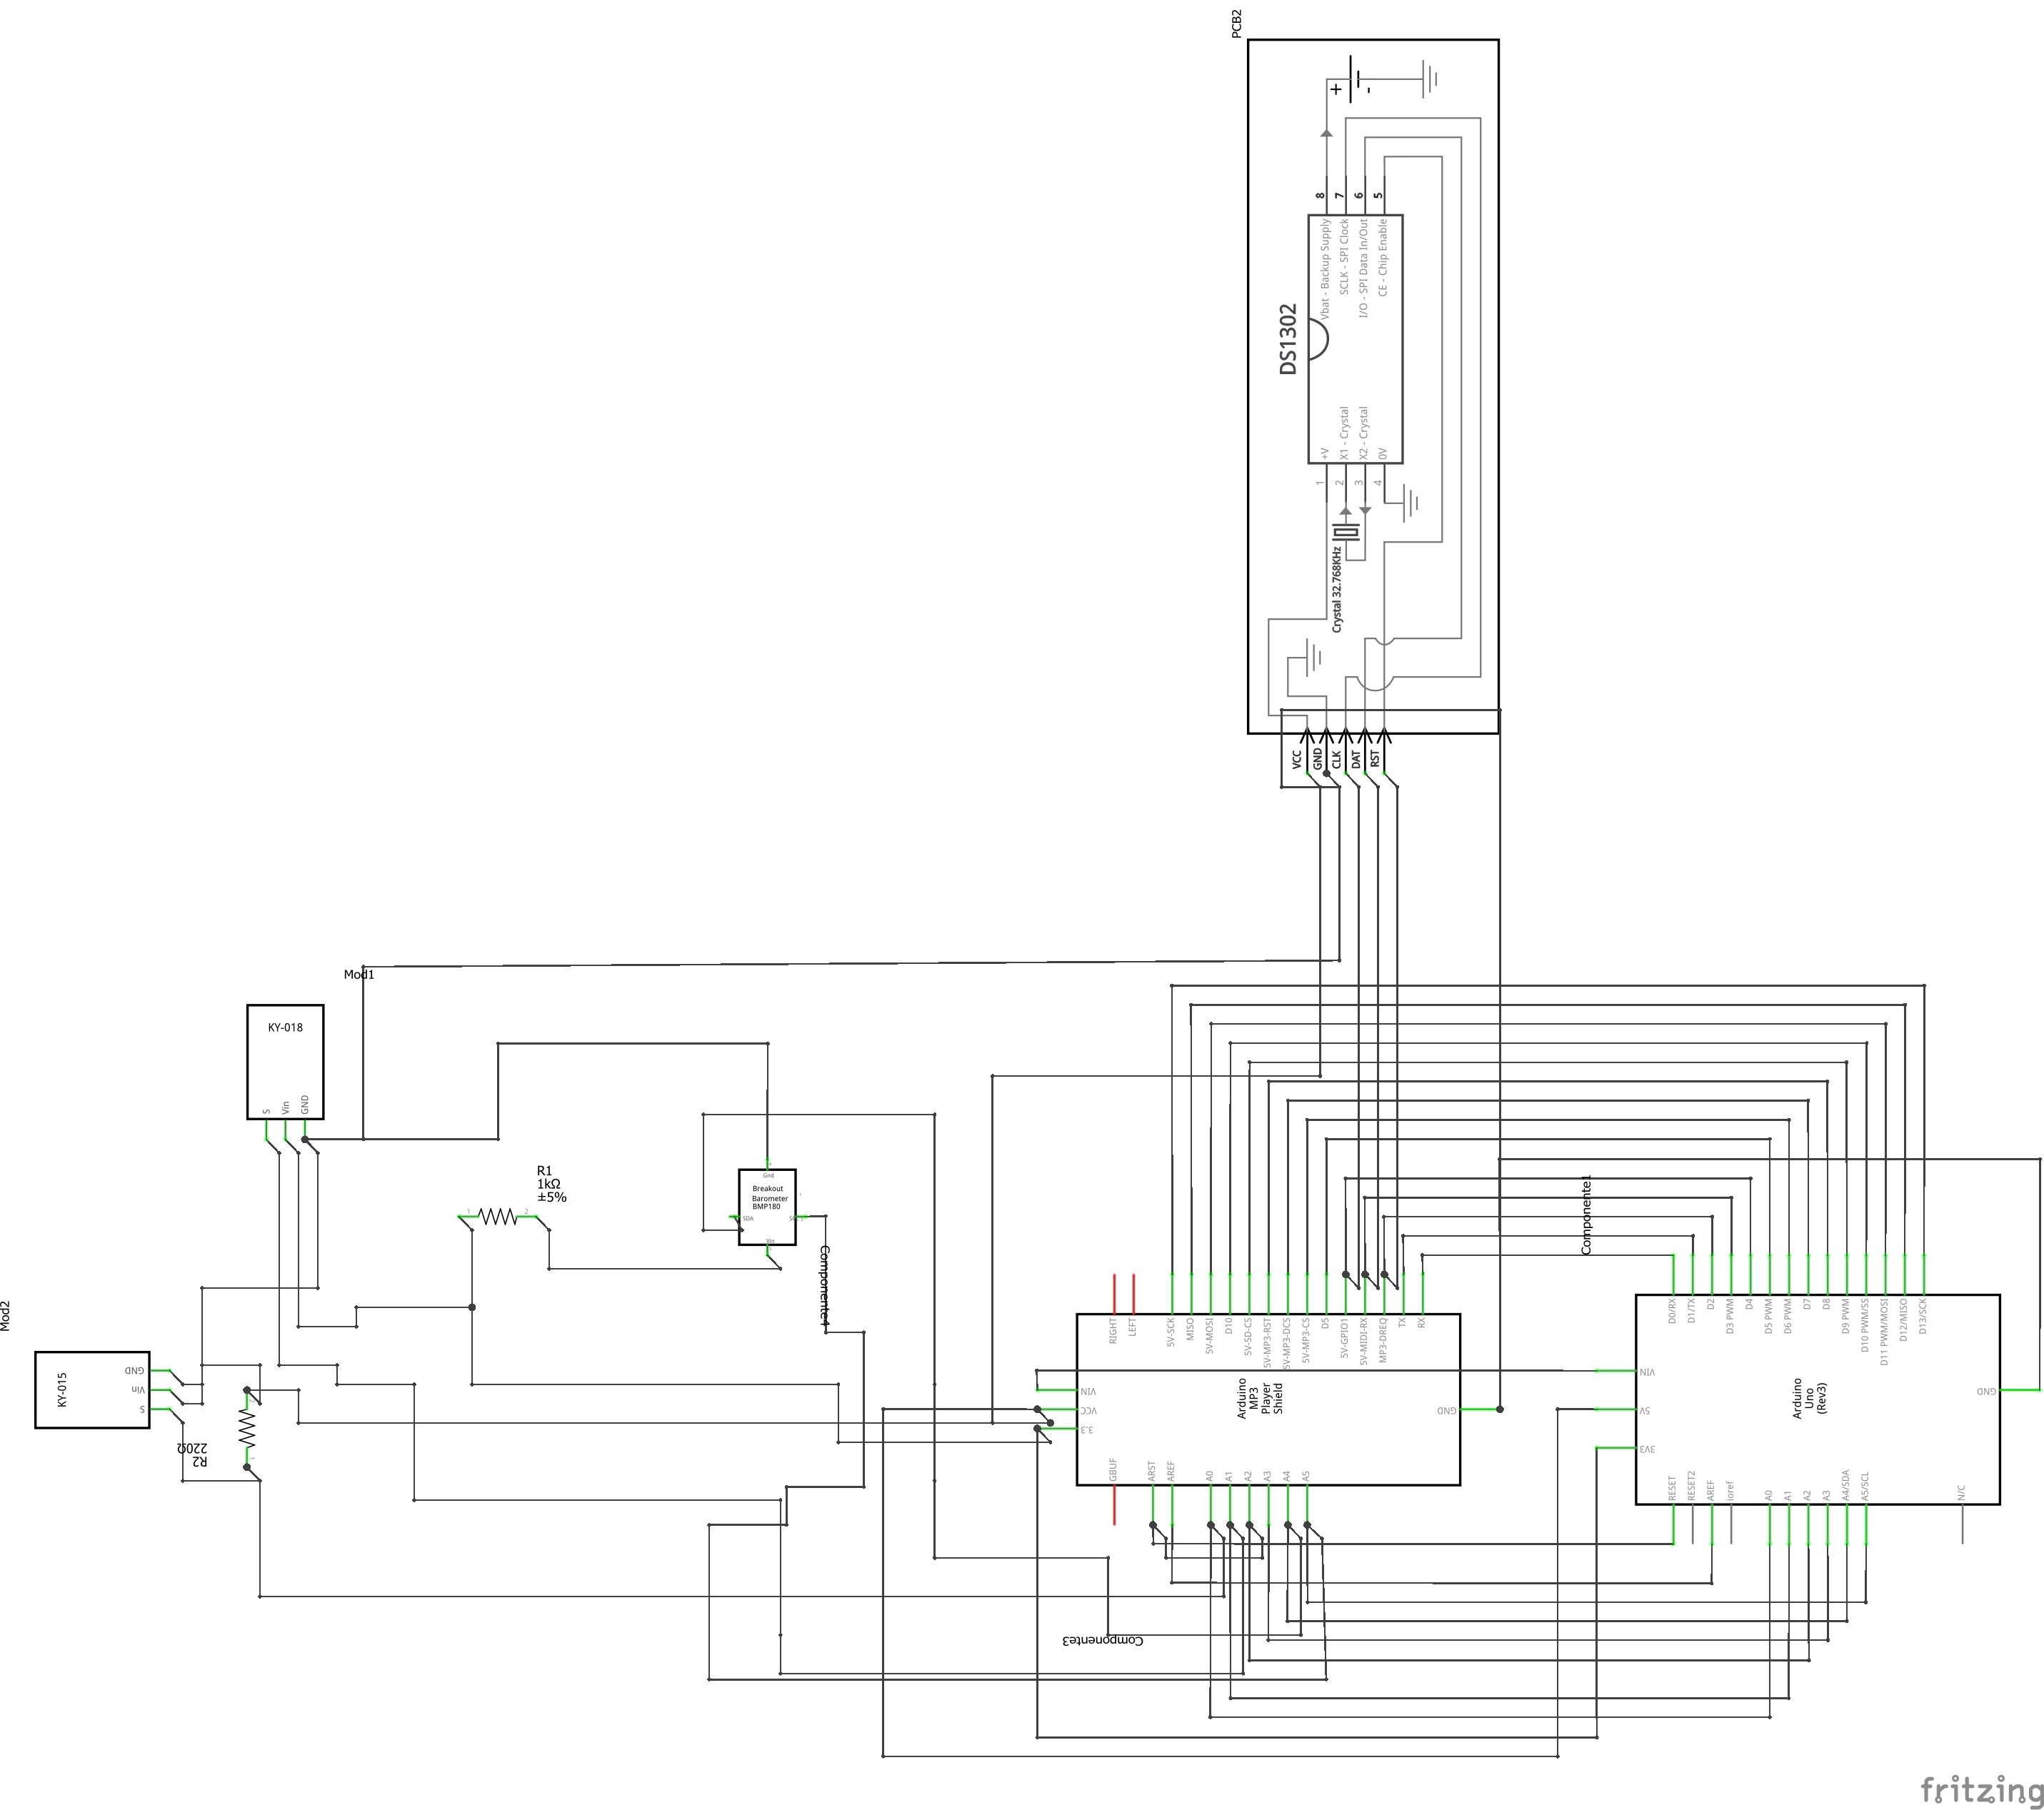 PCB2
+
-
8
7
6
5
Vbat - Backup Supply
SCLK - SPI Clock
I/O - SPI Data In/Out
CE - Chip Enable
DS1302
+V
X1 - Crystal
X2 - Crystal
0V
1
2
3
4
Crystal 32.768KHz
VCC
GND
CLK
DAT
RST
Mod1
KY-018
S
Vin
GND
R1
1kΩ
±5%
1
2
Gnd
Breakout
Barometer
BMP180
SDA
Vin
Componente4
Mod2
KY-015
GND
Vin
S
R2
220Ω
Componente1
RIGHT
LEFT
5V-SCK
MISO
5V-MOSI
D10
5V-SD-CS
5V-MP3-RST
5V-MP3-DCS
5V-MP3-CS
D5
5V-GPIO1
5V-MIDI-RX
MP3-DREQ
TX
RX
VIN
VCC
3.3
Arduino
MP3
Player
Shield
GND
GBUF
ARST
AREF
A0
A1
A2
A3
A4
A5
Componente3
D0/RX
D1/TX
D2
D3 PWM
D4
D5 PWM
D6 PWM
D7
D8
D9 PWM
D10 PWM/SS
D11 PWM/MOSI
D12/MISO
D13/SCK
VIN
5V
3V3
Arduino
Uno
(Rev3)
GND
RESET
RESET2
AREF
ioref
A0
A1
A2
A3
A4/SDA
A5/SCL
N/C
fritzing